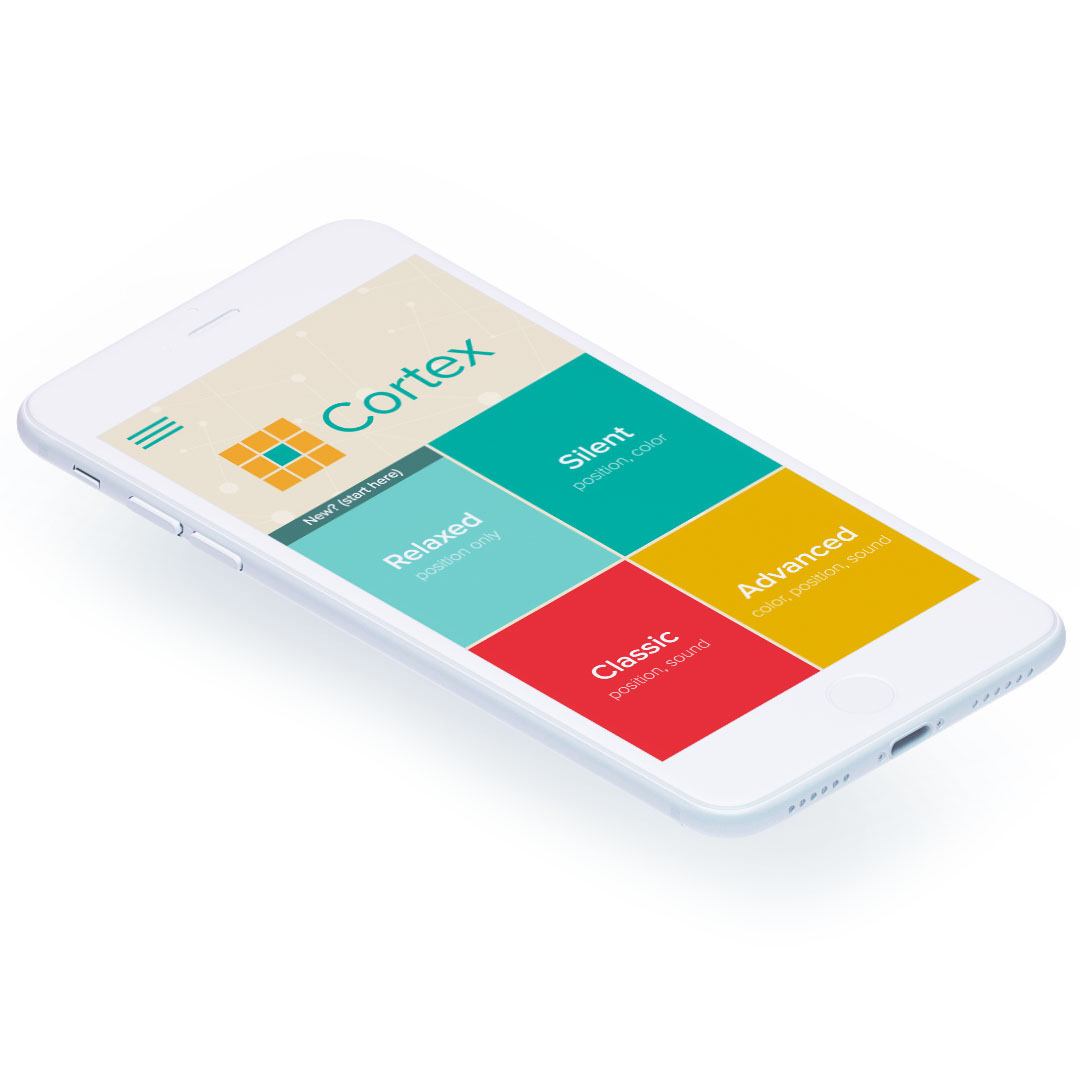 Cortex
New? (start here)
Relaxed
position only
Silent
position, color
Classic
position, sound
Advanced
color, position, sound